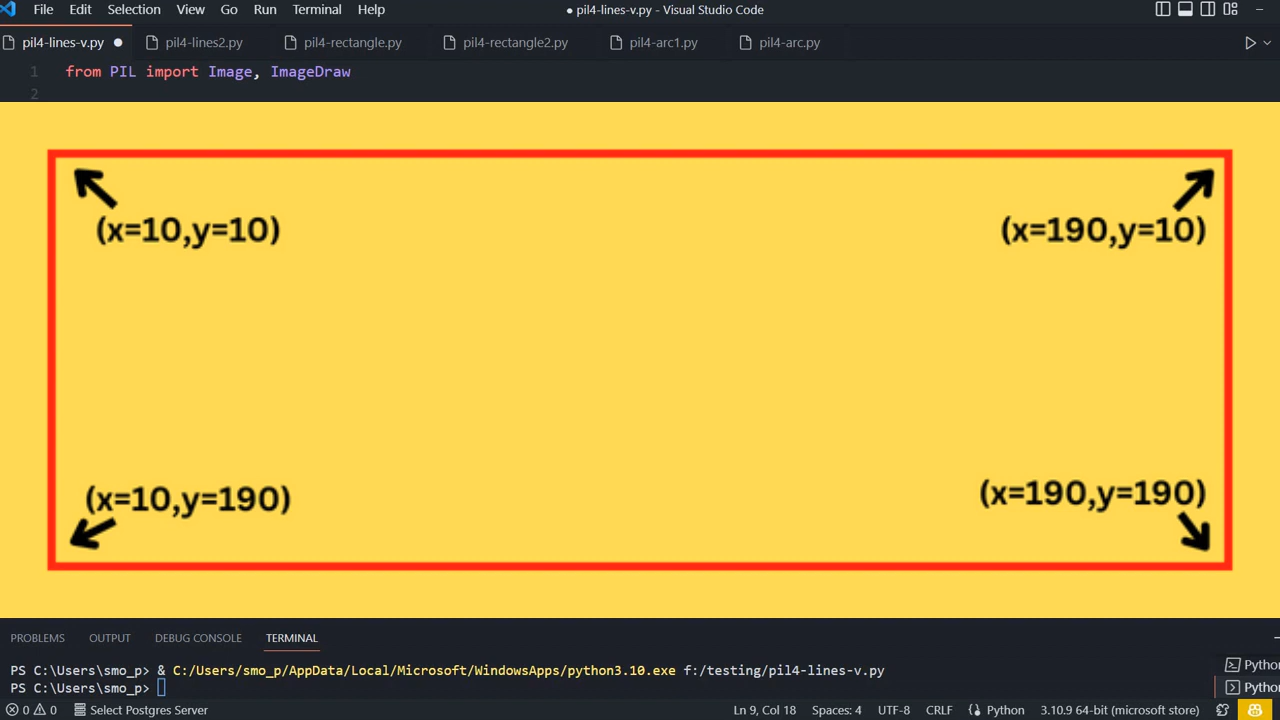 File Edit Selection View Go Run Terminal Help ● pil4-lines-v.py - Visual Studio Code
pil4-lines-v.py ● pil4-lines2.py pil4-rectangle.py pil4-rectangle2.py pil4-arc1.py pil4-arc.py
1 from PIL import Image, ImageDraw
2
(x=10,y=10) (x=190,y=10)
(x=10,y=190) (x=190,y=190)
PROBLEMS OUTPUT DEBUG CONSOLE TERMINAL
PS C:\Users\smo_p> & C:/Users/smo_p/AppData/Local/Microsoft/WindowsApps/python3.10.exe f:/testing/pil4-lines-v.py
Pytho
PS C:\Users\smo_p>
Pytho
0 0 Select Postgres Server Ln 9, Col 18 Spaces: 4 UTF-8 CRLF Python 3.10.9 64-bit (microsoft store)